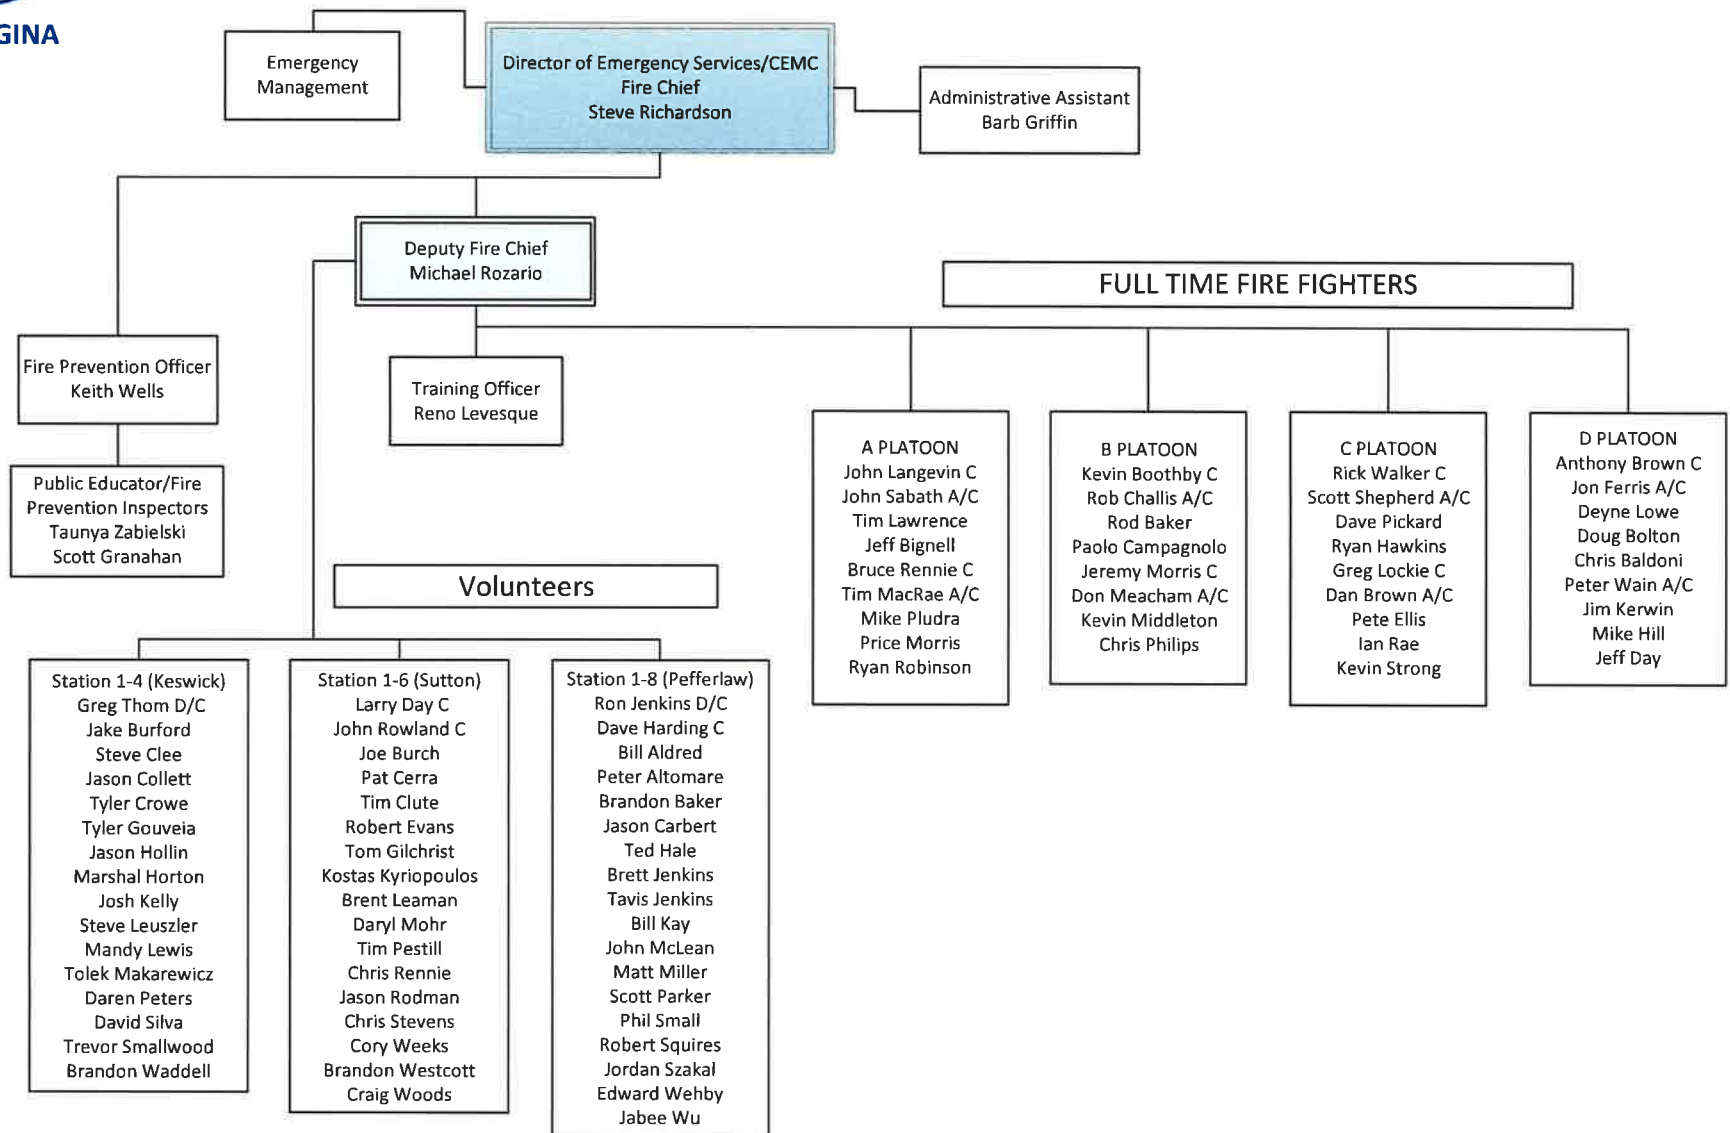 GINA
Emergency
Management
Director of Emergency Services/CEMC
Fire Chief
Steve Richardson
Administrative Assistant
Barb Griffin
Deputy Fire Chief
Michael Rozario
FULL TIME FIRE FIGHTERS
Fire Prevention Officer
Keith Wells
Training Officer
Reno Levesque
Public Educator/Fire
Prevention Inspectors
Taunya Zabielski
Scott Granahan
A PLATOON
John Langevin C
John Sabath A/C
Tim Lawrence
Jeff Bignell
Bruce Rennie C
Tim MacRae A/C
Mike Pludra
Price Morris
Ryan Robinson
B PLATOON
Kevin Boothby C
Rob Challis A/C
Rod Baker
Paolo Campagnolo
Jeremy Morris C
Don Meacham A/C
Kevin Middleton
Chris Philips
C PLATOON
Rick Walker C
Scott Shepherd A/C
Dave Pickard
Ryan Hawkins
Greg Lockie C
Dan Brown A/C
Pete Ellis
Ian Rae
Kevin Strong
D PLATOON
Anthony Brown C
Jon Ferris A/C
Deyne Lowe
Doug Bolton
Chris Baldoni
Peter Wain A/C
Jim Kerwin
Mike Hill
Jeff Day
Volunteers
Station 1-4 (Keswick)
Greg Thom D/C
Jake Burford
Steve Clee
Jason Collett
Tyler Crowe
Tyler Gouveia
Jason Hollin
Marshal Horton
Josh Kelly
Steve Leuszler
Mandy Lewis
Tolek Makarewicz
Daren Peters
David Silva
Trevor Smallwood
Brandon Waddell
Station 1-6 (Sutton)
Larry Day C
John Rowland C
Joe Burch
Pat Cerra
Tim Clute
Robert Evans
Tom Gilchrist
Kostas Kyriopoulos
Brent Leaman
Daryl Mohr
Tim Pestill
Chris Rennie
Jason Rodman
Chris Stevens
Cory Weeks
Brandon Westcott
Craig Woods
Station 1-8 (Pefferlaw)
Ron Jenkins D/C
Dave Harding C
Bill Aldred
Peter Altomare
Brandon Baker
Jason Carbert
Ted Hale
Brett Jenkins
Tavis Jenkins
Bill Kay
John McLean
Matt Miller
Scott Parker
Phil Small
Robert Squires
Jordan Szakal
Edward Wehby
Jabee Wu